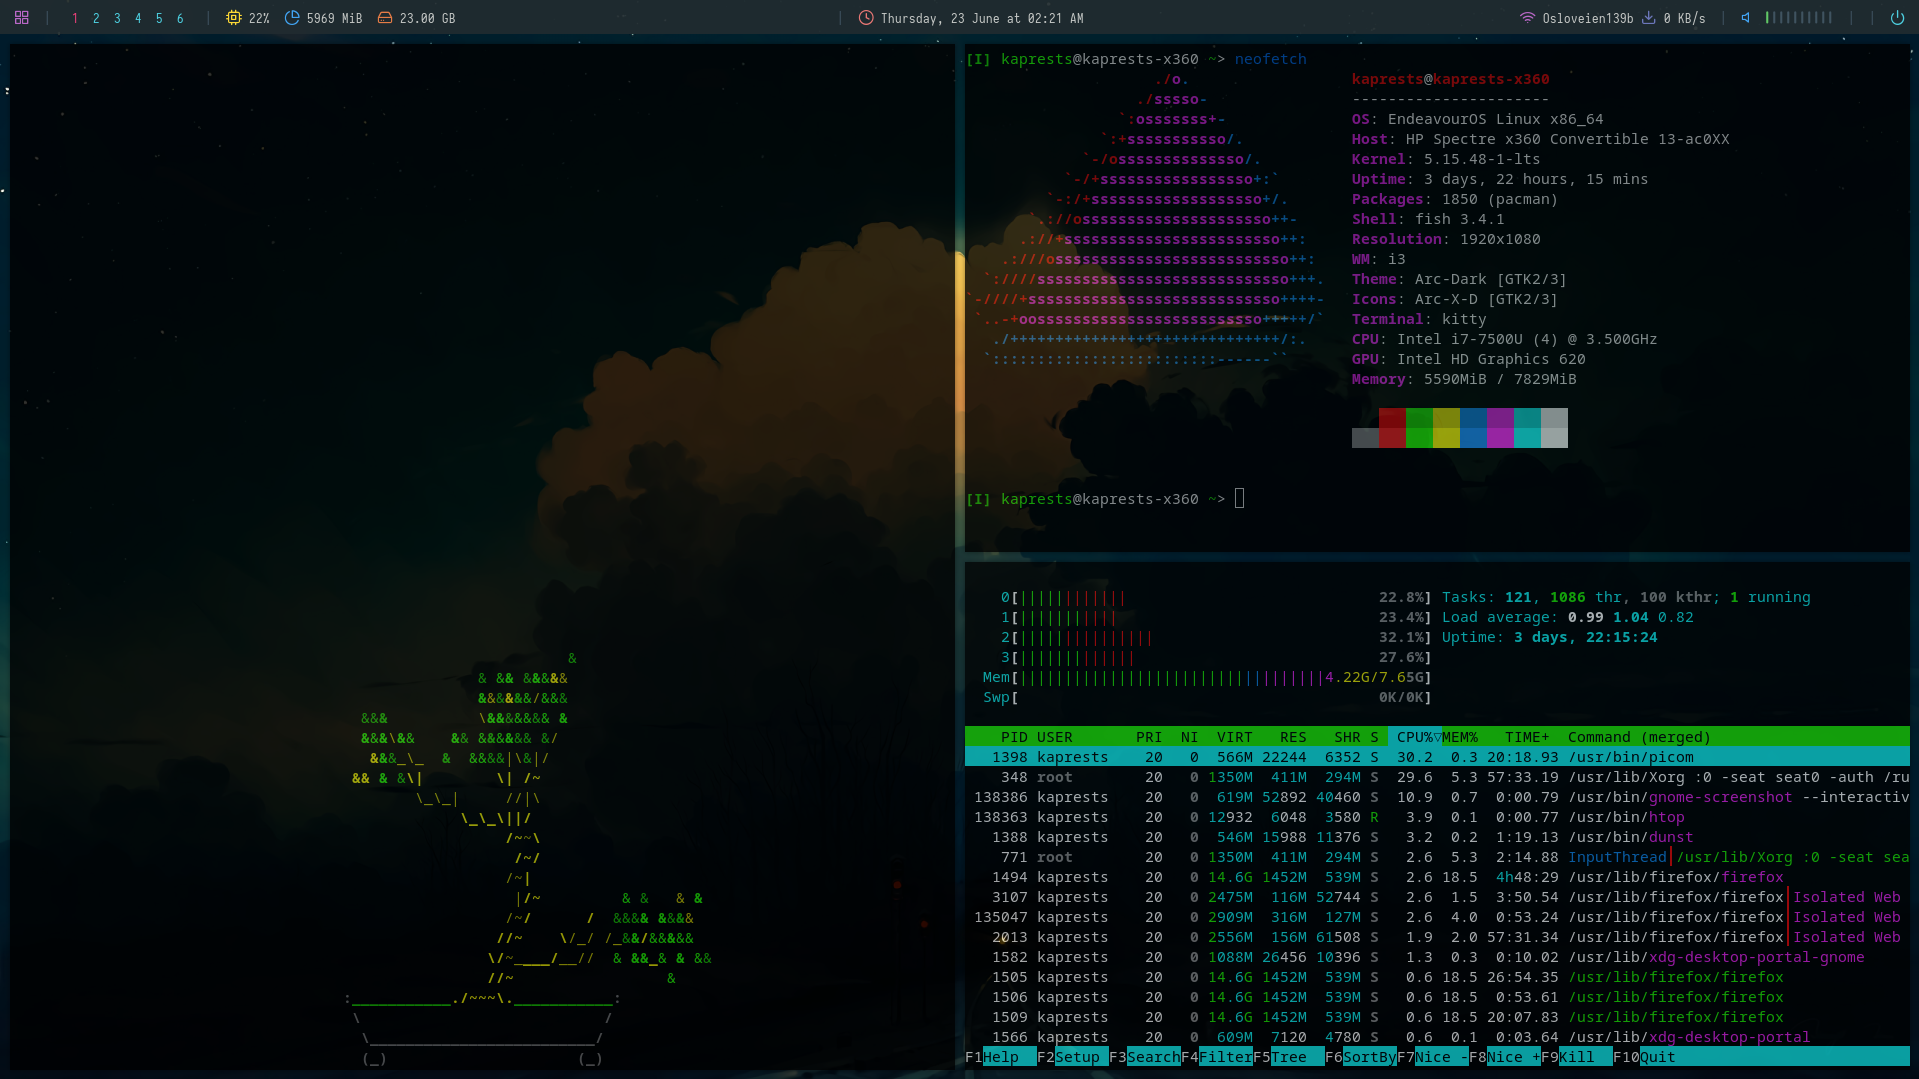 1 2 3 4 5 6 22% 5969 MiB 23.00 GB Thursday, 23 June at 02:21 AM Osloveien139b 0 KB/s
[I] kaprests@kaprests-x360 ~> neofetch
kaprests@kaprests-x360
----------------------
OS: EndeavourOS Linux x86_64
Host: HP Spectre x360 Convertible 13-ac0XX
Kernel: 5.15.48-1-lts
Uptime: 3 days, 22 hours, 15 mins
Packages: 1850 (pacman)
Shell: fish 3.4.1
Resolution: 1920x1080
WM: i3
Theme: Arc-Dark [GTK2/3]
Icons: Arc-X-D [GTK2/3]
Terminal: kitty
CPU: Intel i7-7500U (4) @ 3.500GHz
GPU: Intel HD Graphics 620
Memory: 5590MiB / 7829MiB
[I] kaprests@kaprests-x360 ~>
0[||||||||||||22.8%] Tasks: 121, 1086 thr, 100 kthr; 1 running
1[|||||||||||23.4%] Load average: 0.99 1.04 0.82
2[|||||||||||||||32.1%] Uptime: 3 days, 22:15:24
3[|||||||||||||27.6%]
Mem[||||||||||||||||||||||||||||||||||4.22G/7.65G]
Swp[0K/0K]
PID USER PRI NI VIRT RES SHR S CPU%▽MEM% TIME+ Command (merged)
1398 kaprests 20 0 566M 22244 6352 S 30.2 0.3 20:18.93 /usr/bin/picom
348 root 20 0 1350M 411M 294M S 29.6 5.3 57:33.19 /usr/lib/Xorg :0 -seat seat0 -auth /ru
138386 kaprests 20 0 619M 52892 40460 S 10.9 0.7 0:00.79 /usr/bin/gnome-screenshot --interactiv
138363 kaprests 20 0 12932 6048 3580 R 3.9 0.1 0:00.77 /usr/bin/htop
1388 kaprests 20 0 546M 15988 11376 S 3.2 0.2 1:19.13 /usr/bin/dunst
771 root 20 0 1350M 411M 294M S 2.6 5.3 2:14.88 InputThread│/usr/lib/Xorg :0 -seat sea
1494 kaprests 20 0 14.6G 1452M 539M S 2.6 18.5 4h48:29 /usr/lib/firefox/firefox
3107 kaprests 20 0 2475M 116M 52744 S 2.6 1.5 3:50.54 /usr/lib/firefox/firefox│Isolated Web
135047 kaprests 20 0 2909M 316M 127M S 2.6 4.0 0:53.24 /usr/lib/firefox/firefox│Isolated Web
2013 kaprests 20 0 2556M 156M 61508 S 1.9 2.0 57:31.34 /usr/lib/firefox/firefox│Isolated Web
1582 kaprests 20 0 1088M 26456 10396 S 1.3 0.3 0:10.02 /usr/lib/xdg-desktop-portal-gnome
1505 kaprests 20 0 14.6G 1452M 539M S 0.6 18.5 26:54.35 /usr/lib/firefox/firefox
1506 kaprests 20 0 14.6G 1452M 539M S 0.6 18.5 0:53.61 /usr/lib/firefox/firefox
1509 kaprests 20 0 14.6G 1452M 539M S 0.6 18.5 20:07.83 /usr/lib/firefox/firefox
1566 kaprests 20 0 609M 7120 4780 S 0.6 0.1 0:03.64 /usr/lib/xdg-desktop-portal
F1Help F2Setup F3SearchF4FilterF5Tree F6SortByF7Nice -F8Nice +F9Kill F10Quit